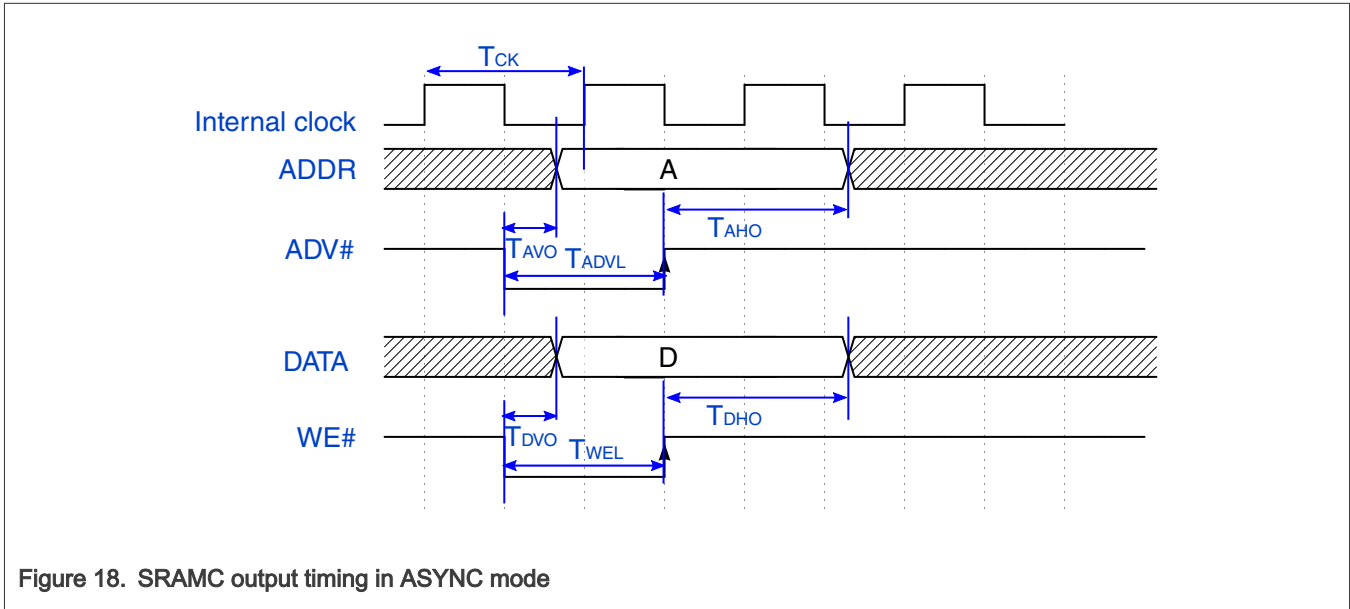 TCK
Internal clock
ADDR
A
TAHO
ADV#
TAVO
TADVL
DATA
D
TDHO
WE#
TDVO
TWEL
Figure 18. SRAMC output timing in ASYNC mode